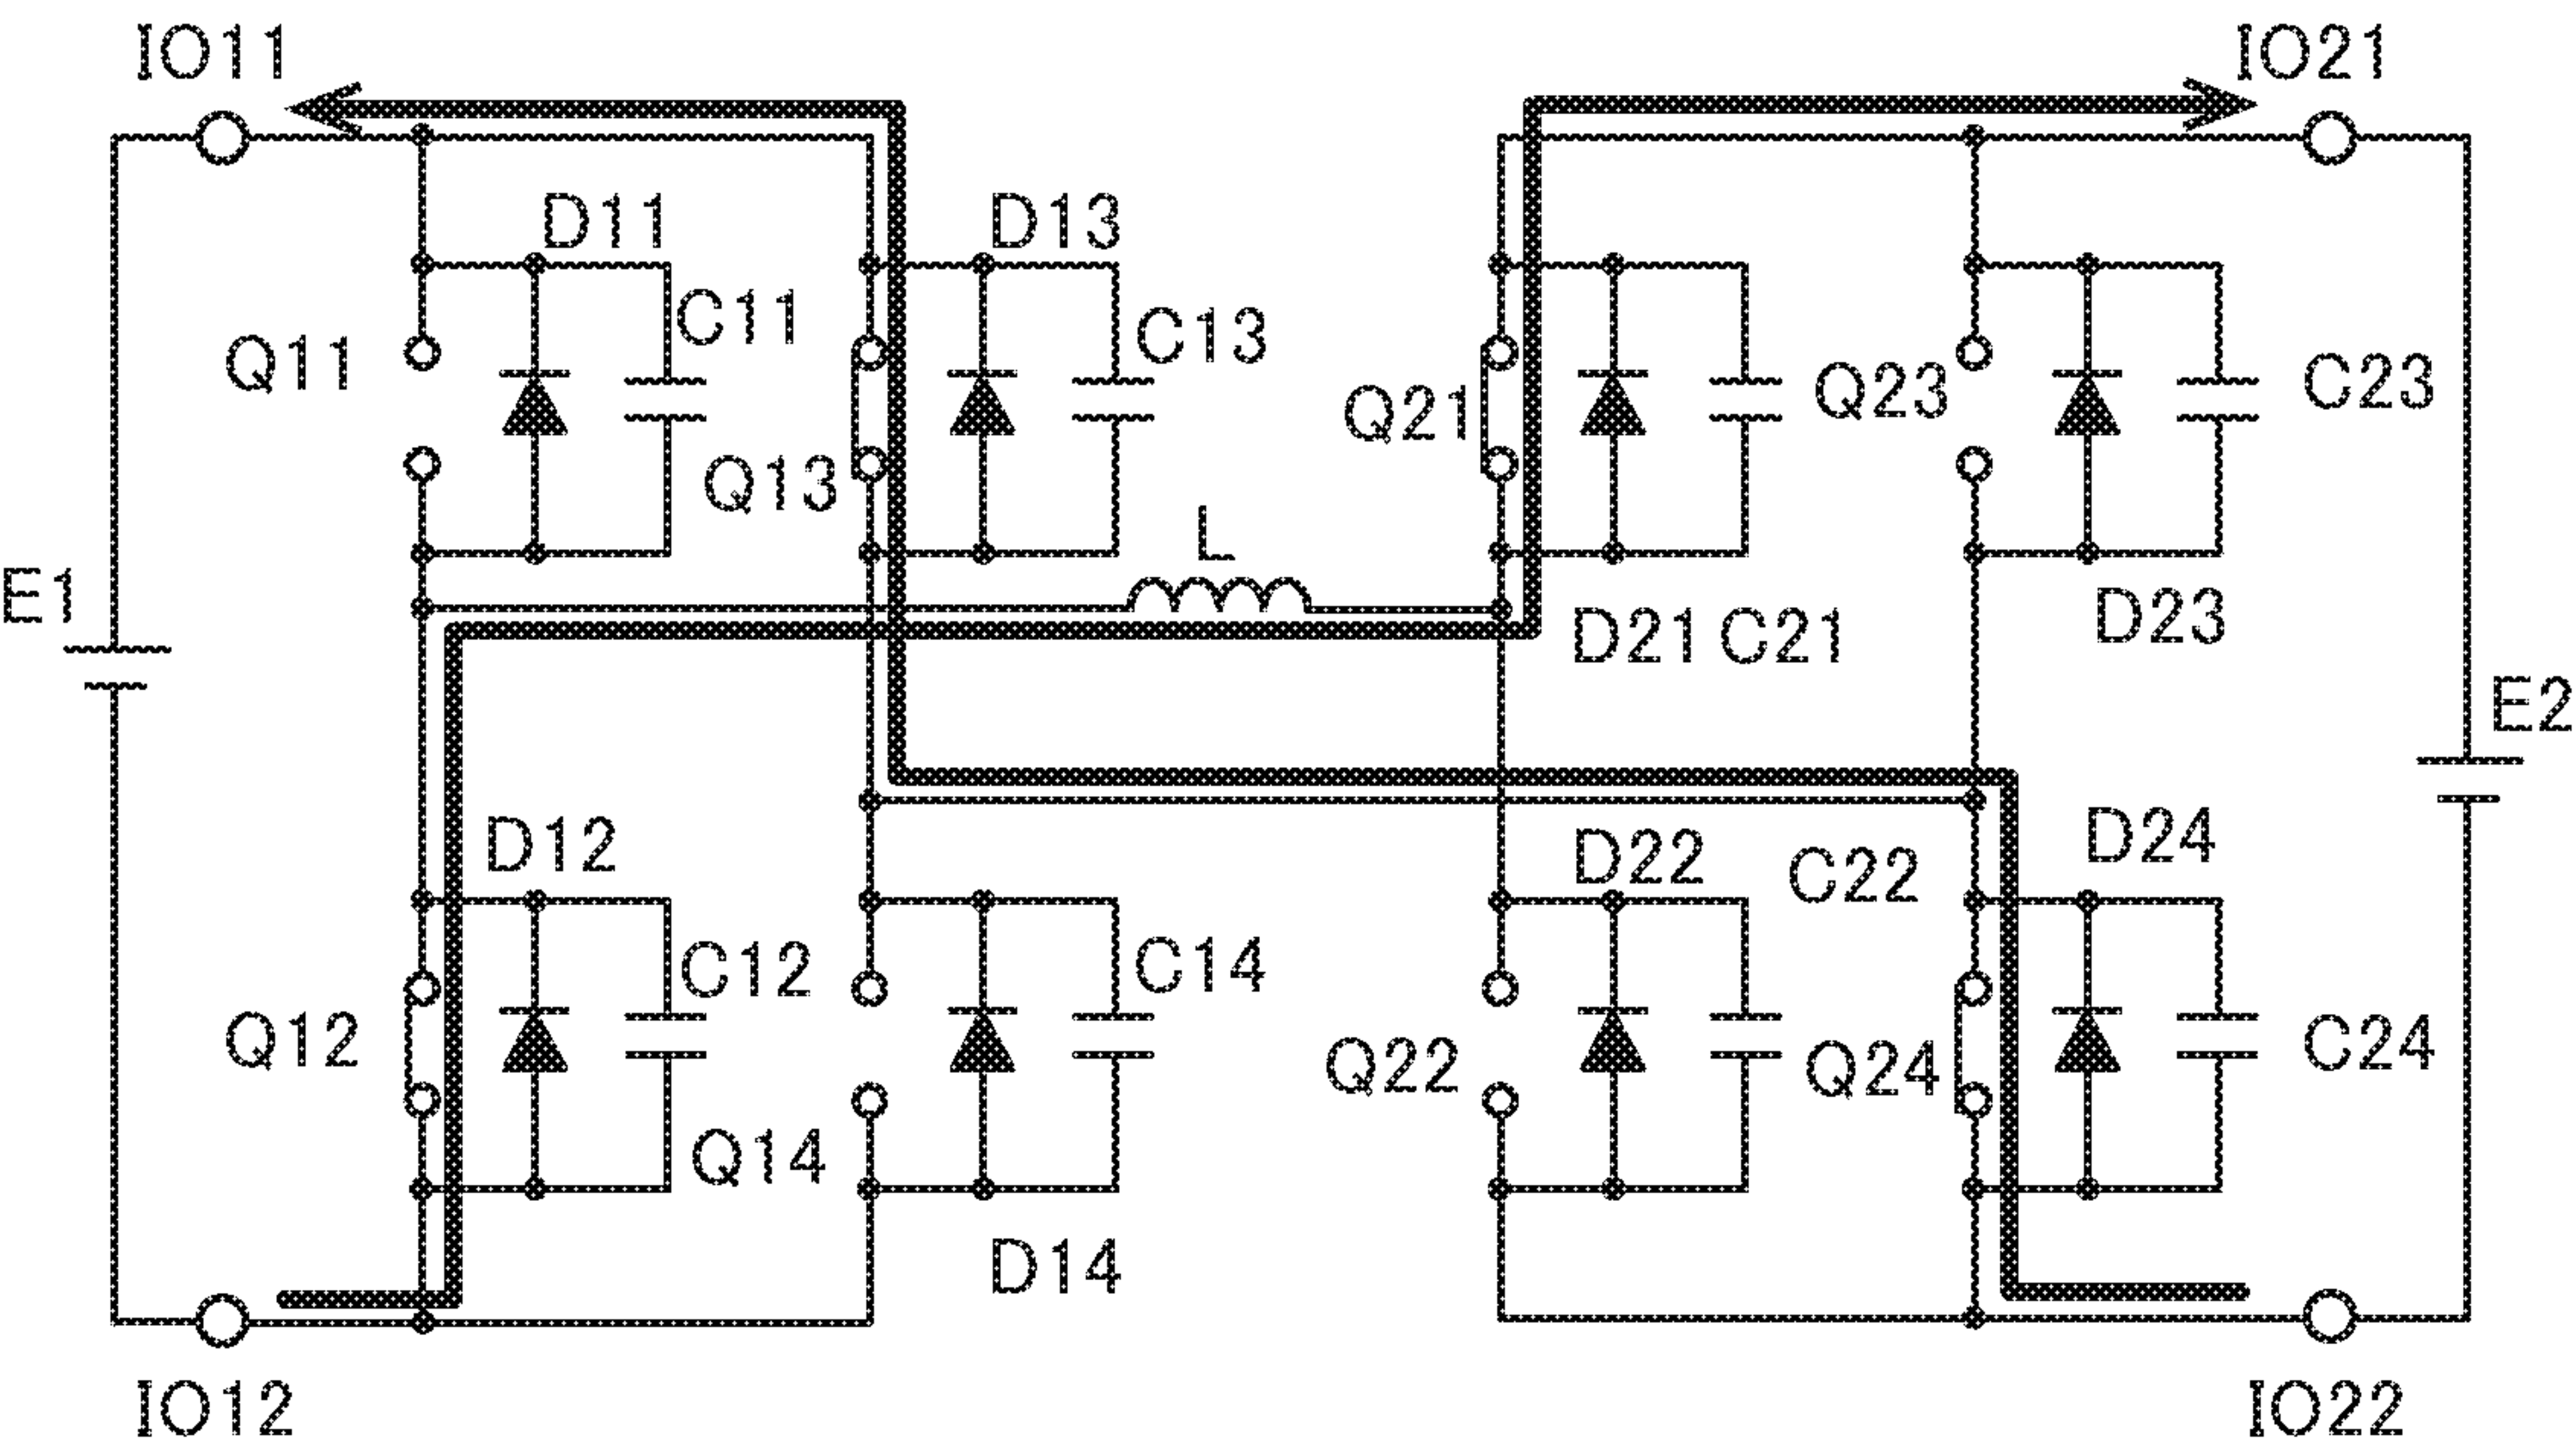 IO11
IO21
D11
D13
C11
C13
Q11
Q13
Q21
Q23
C23
L
E1
D21 C21
D23
E2
D12
D22
C22
D24
C12
C14
Q12
Q22
Q24
C24
Q14
D14
IO12
IO22